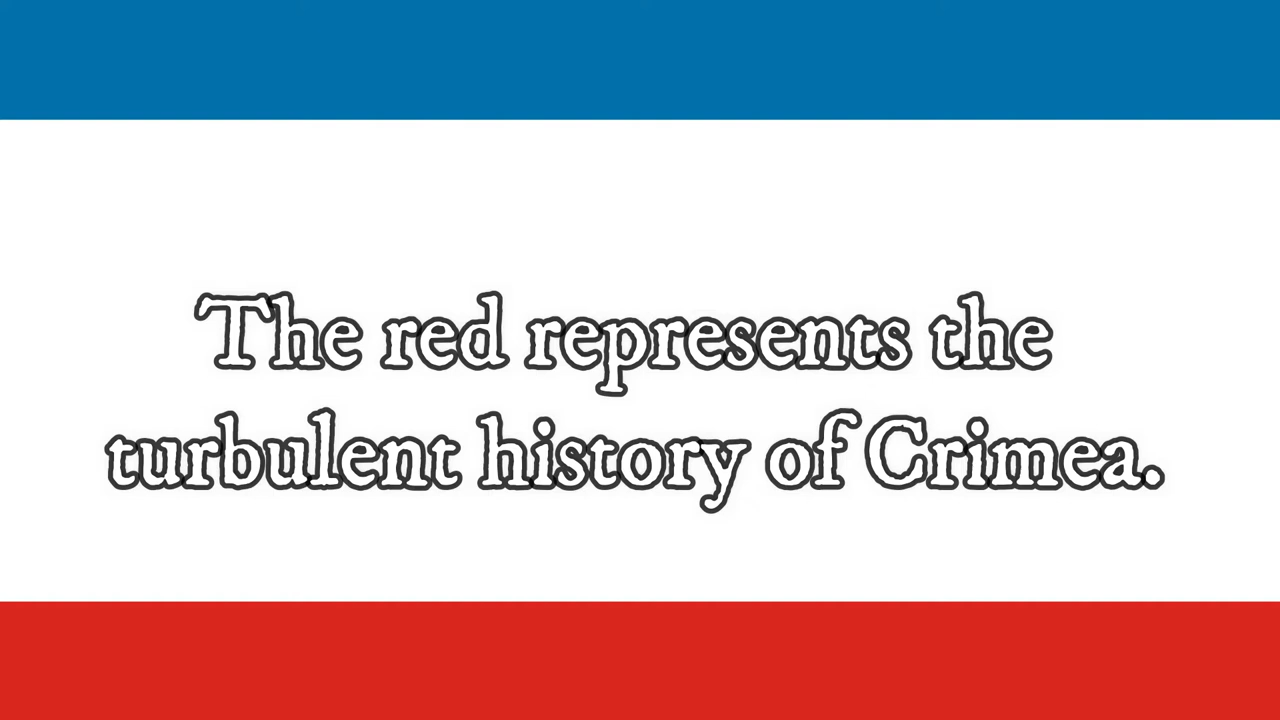 The red represents the
turbulent history of Crimea.